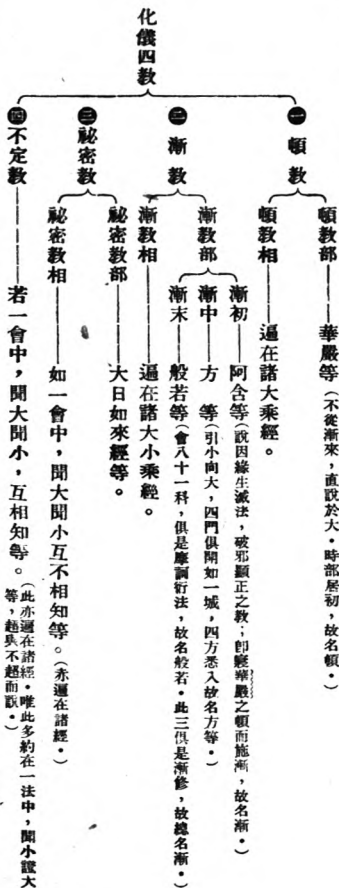 化儀四教
㊀頓教
頓教部——華嚴等(不從漸來，直說於大。時部居初，故名頓。)
頓教相——遍在諸大乘經。
㊁漸教
漸教部
漸初——阿含等(說因緣生滅法，破邪顯正之教；卽寢華嚴之頓而施漸，故名漸。)
漸中——方　等(引小向大，四門俱開如一城，四方悉入故名方等。)
漸末——般若等(會八十一科，俱是摩訶衍法，故名般若。此三俱是漸修，故總名漸。)
漸教相——遍在諸大小乘經。
㊂祕密教
祕密教部——大日如來經等。
祕密教相——如一會中，聞大聞小互不相知等。(亦遍在諸經。)
㊃不定教——若一會中，聞大聞小，互相知等。(此亦遍在諸經。唯此多約在一法中，聞小證大
等，超與不超而說。)